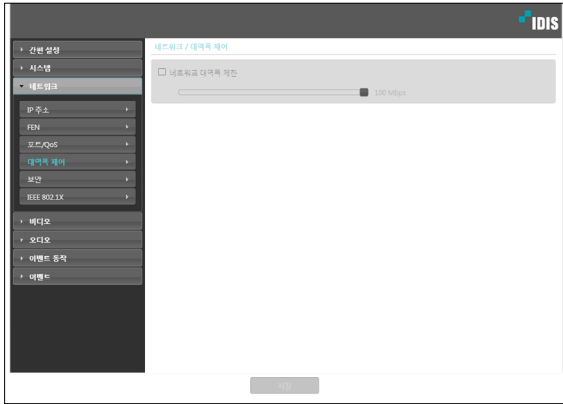 IDIS
간편 설정
시스템
네트워크
IP 주소
FEN
포트/QoS
대역폭 제어
보안
IEEE 802.1X
비디오
오디오
이벤트 동작
이벤트
네트워크 / 대역폭 제어
네트워크 대역폭 제한
100 Mbps
저장